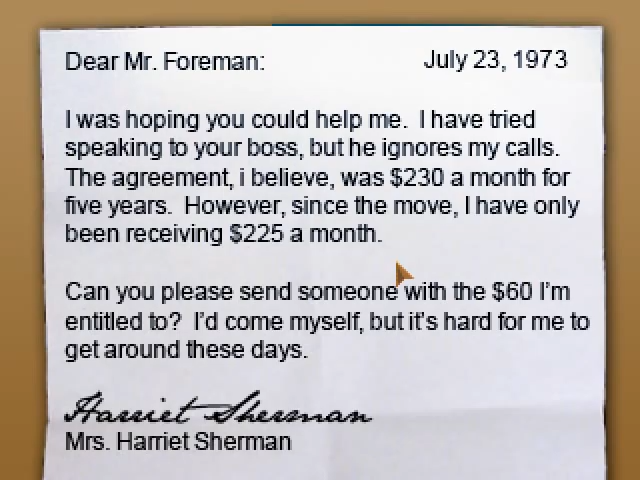 Dear Mr. Foreman: July 23, 1973
I was hoping you could help me. I have tried
speaking to your boss, but he ignores my calls.
The agreement, i believe, was $230 a month for
five years. However, since the move, I have only
been receiving $225 a month.
Can you please send someone with the $60 I'm
entitled to? I'd come myself, but it's hard for me to
get around these days.
Harriet Sherman
Mrs. Harriet Sherman